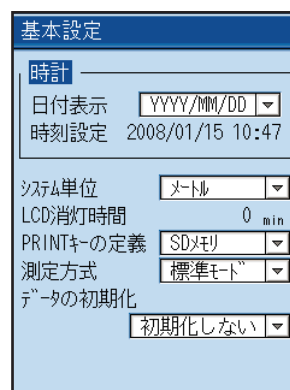 基本設定
時計
日付表示 YYYY/MM/DD
時刻設定 2008/01/15 10:47
ｼｽﾃﾑ単位 ﾒｰﾄﾙ
LCD消灯時間 0 min
PRINTｷｰの定義 SDﾒﾓﾘ
測定方式 標準ﾓｰﾄﾞ
ﾃﾞｰﾀの初期化
初期化しない